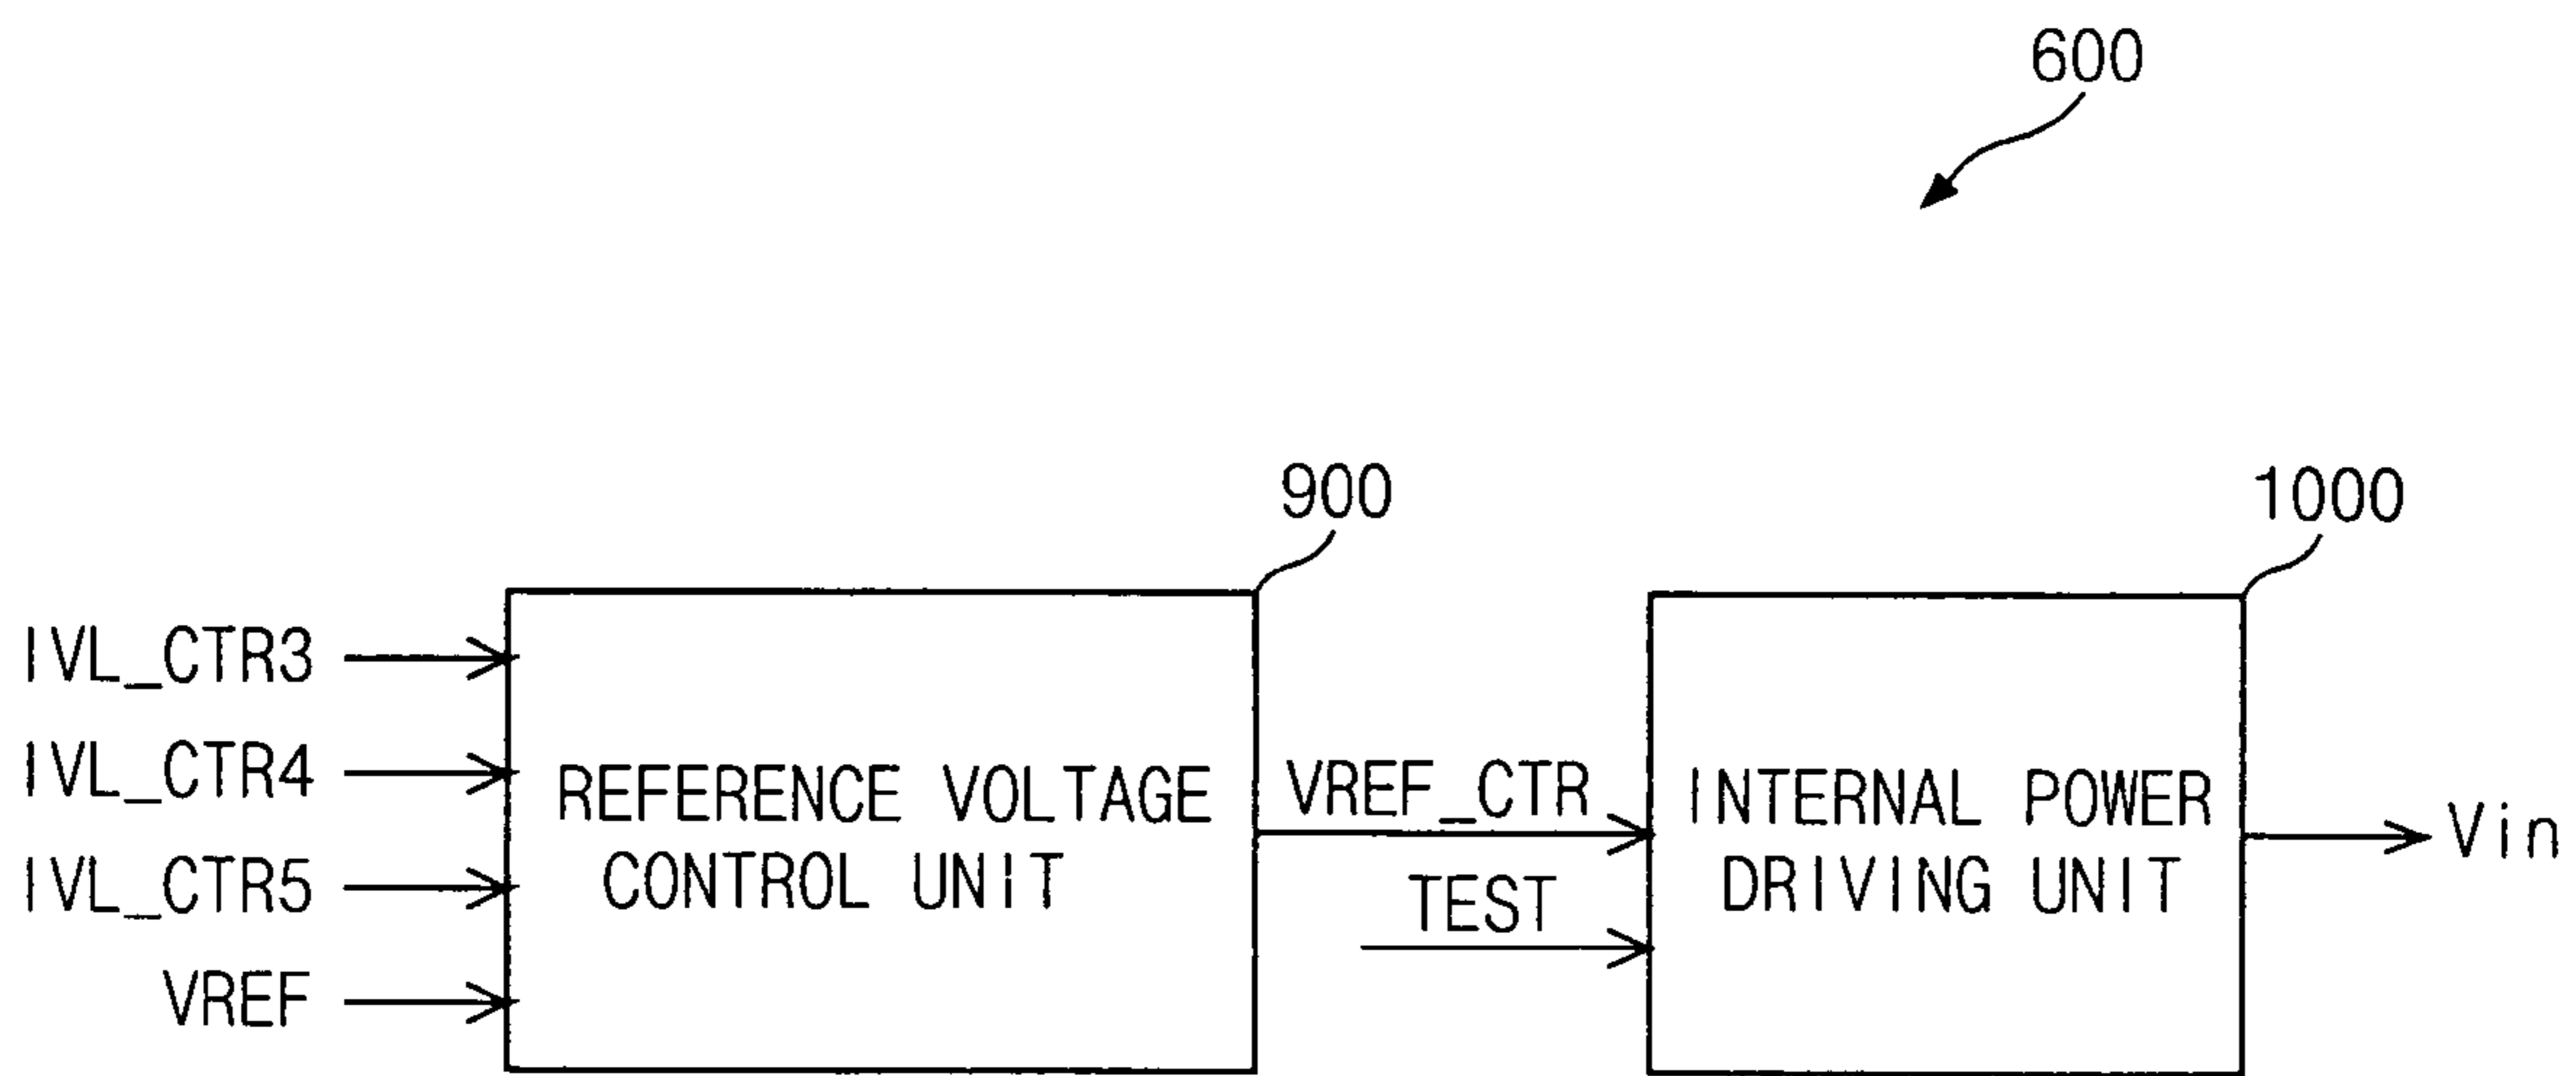 600
900
1000
IVL_CTR3
IVL_CTR4
IVL_CTR5
VREF
REFERENCE VOLTAGE
CONTROL UNIT
VREF_CTR
TEST
INTERNAL POWER
DRIVING UNIT
Vin